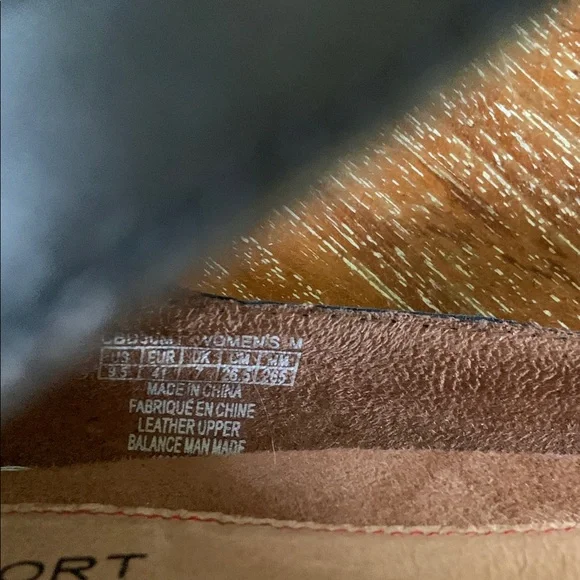 WOMEN'S M
US EUR UK CM MM
9.5 41 7 26.5 265
MADE IN CHINA
FABRIQUÉ EN CHINE
LEATHER UPPER
BALANCE MAN MADE
ORT